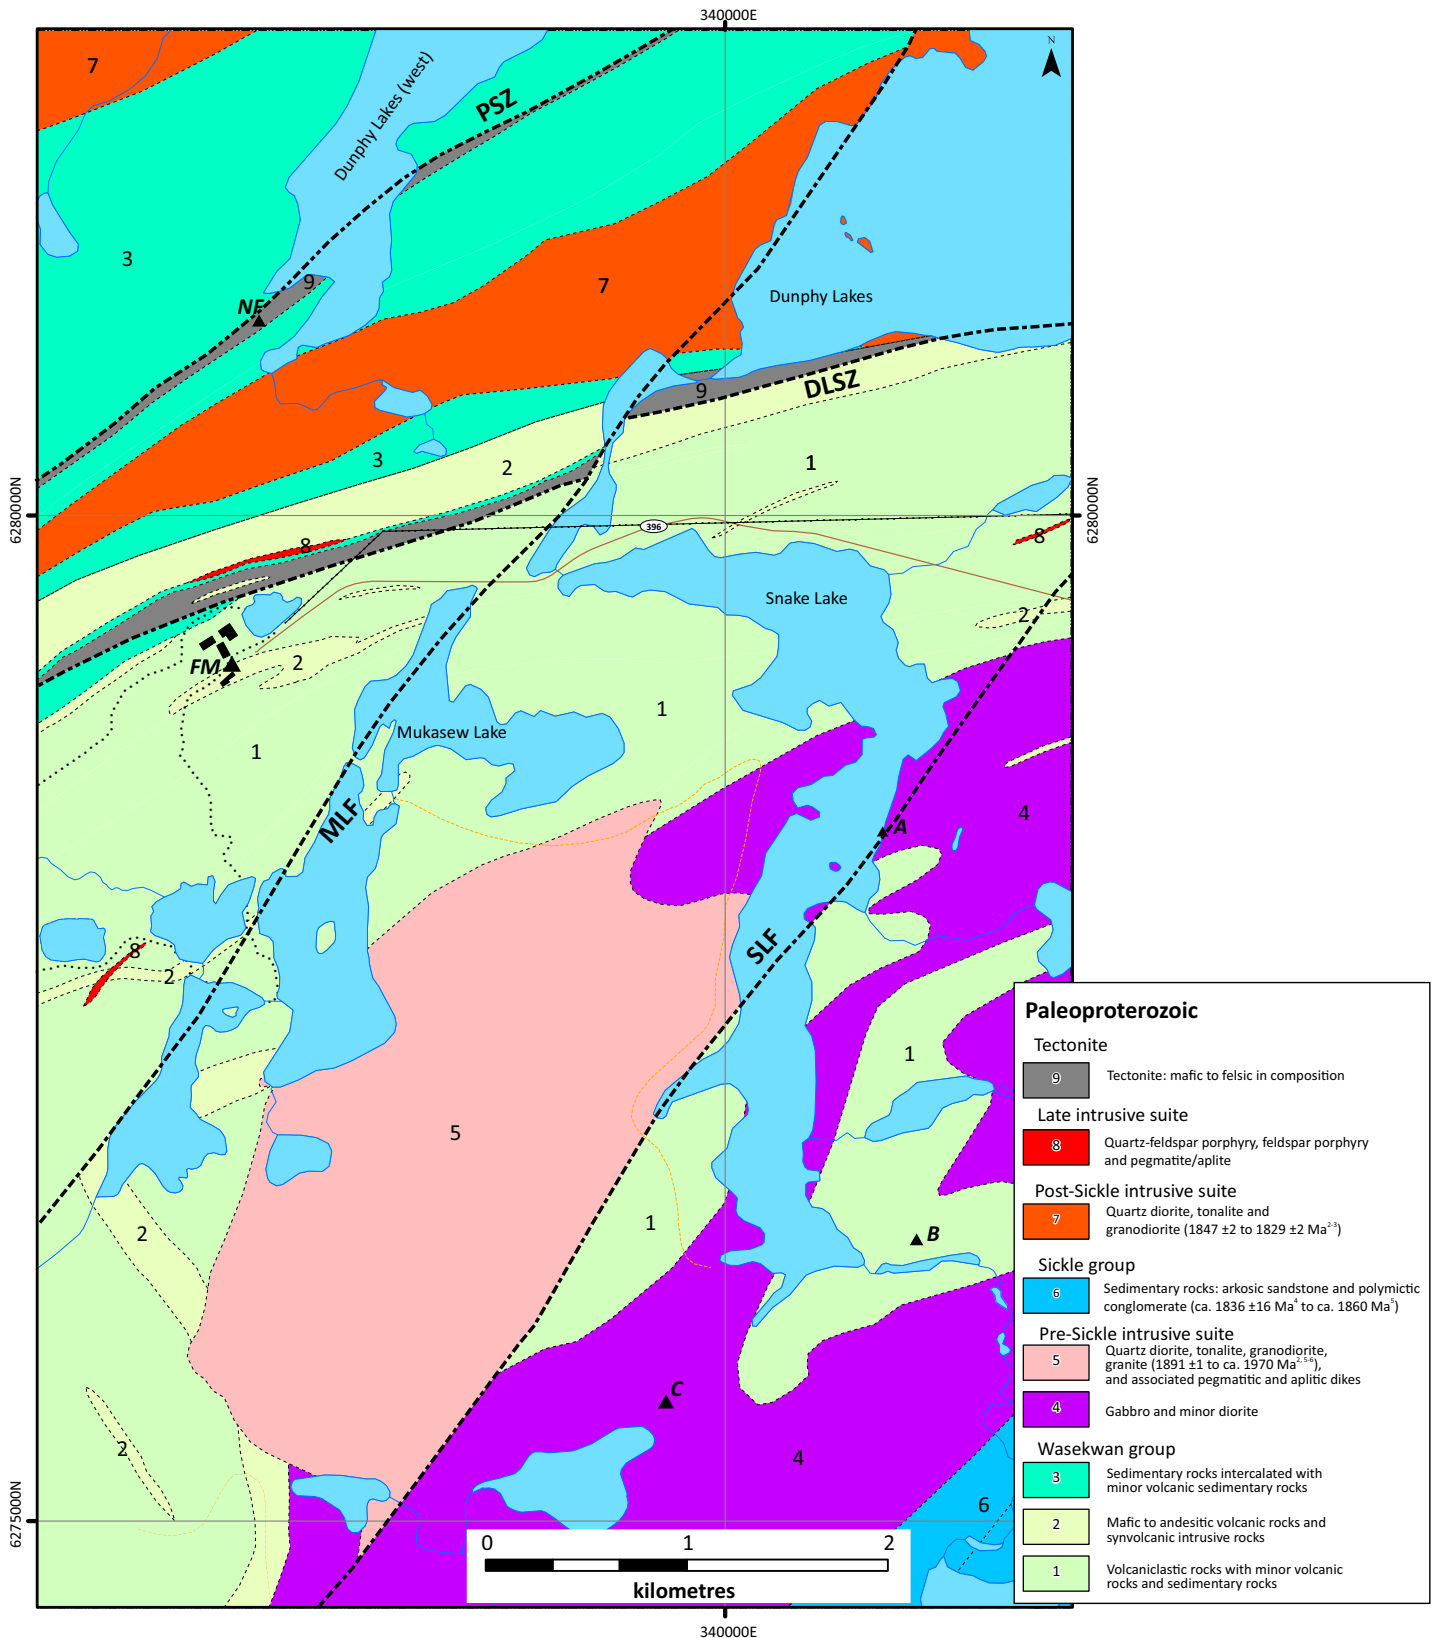 340000E
N
7
Dunphy Lakes (west)
PSZ
3
9
NF
7
Dunphy Lakes
DLSZ
9
3
2
1
6280000N
6280000N
396
8
8
Snake Lake
2
FM
2
1
Mukasew Lake
1
MLF
4
A
SLF
8
2
1
5
2
1
B
C
2
4
6
6275000N
0 1 2
kilometres
340000E
Paleoproterozoic
Tectonite
9 Tectonite: mafic to felsic in composition
Late intrusive suite
8 Quartz-feldspar porphyry, feldspar porphyry
and pegmatite/aplite
Post-Sickle intrusive suite
7 Quartz diorite, tonalite and
granodiorite (1847 ±2 to 1829 ±2 Ma2-3)
Sickle group
6 Sedimentary rocks: arkosic sandstone and polymictic
conglomerate (ca. 1836 ±16 Ma4 to ca. 1860 Ma5)
Pre-Sickle intrusive suite
5 Quartz diorite, tonalite, granodiorite,
granite (1891 ±1 to ca. 1970 Ma2, 5-6),
and associated pegmatitic and aplitic dikes
4 Gabbro and minor diorite
Wasekwan group
3 Sedimentary rocks intercalated with
minor volcanic sedimentary rocks
2 Mafic to andesitic volcanic rocks and
synvolcanic intrusive rocks
1 Volcaniclastic rocks with minor volcanic
rocks and sedimentary rocks